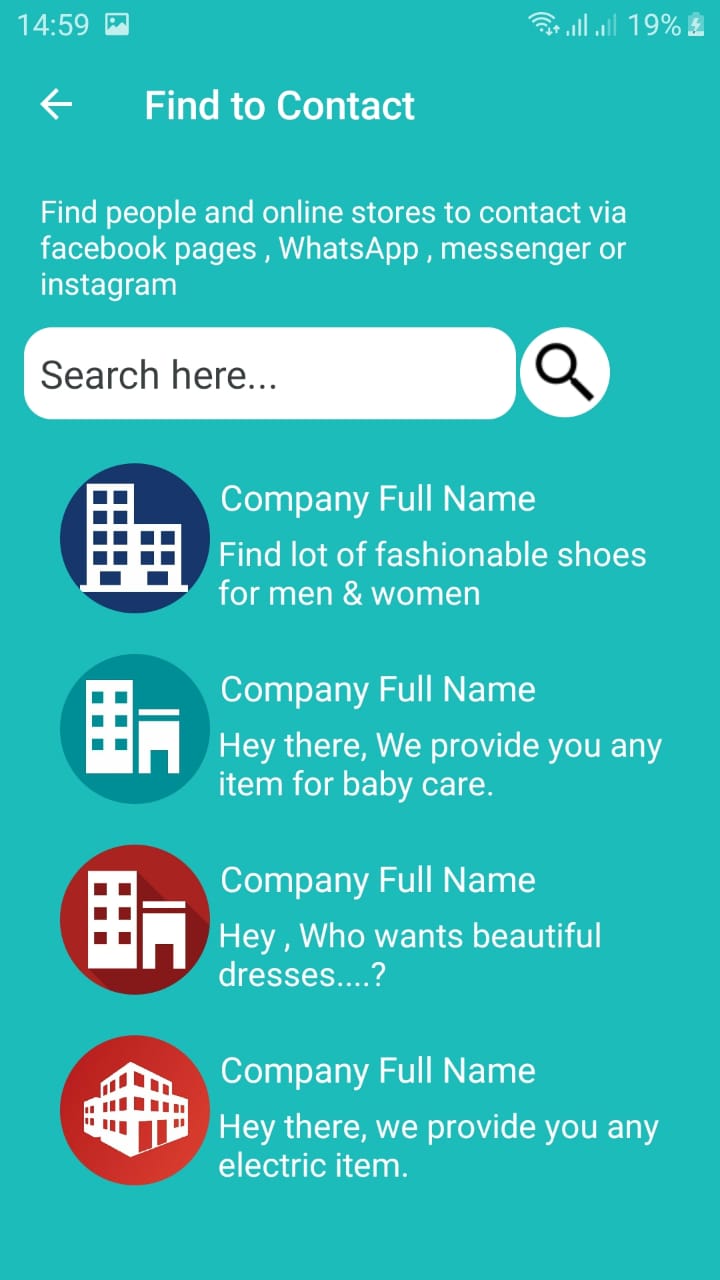 14:59 19%
Find to Contact
Find people and online stores to contact via
facebook pages , WhatsApp , messenger or
instagram
Search here...
Company Full Name
Find lot of fashionable shoes
for men & women
Company Full Name
Hey there, We provide you any
item for baby care.
Company Full Name
Hey , Who wants beautiful
dresses....?
Company Full Name
Hey there, we provide you any
electric item.